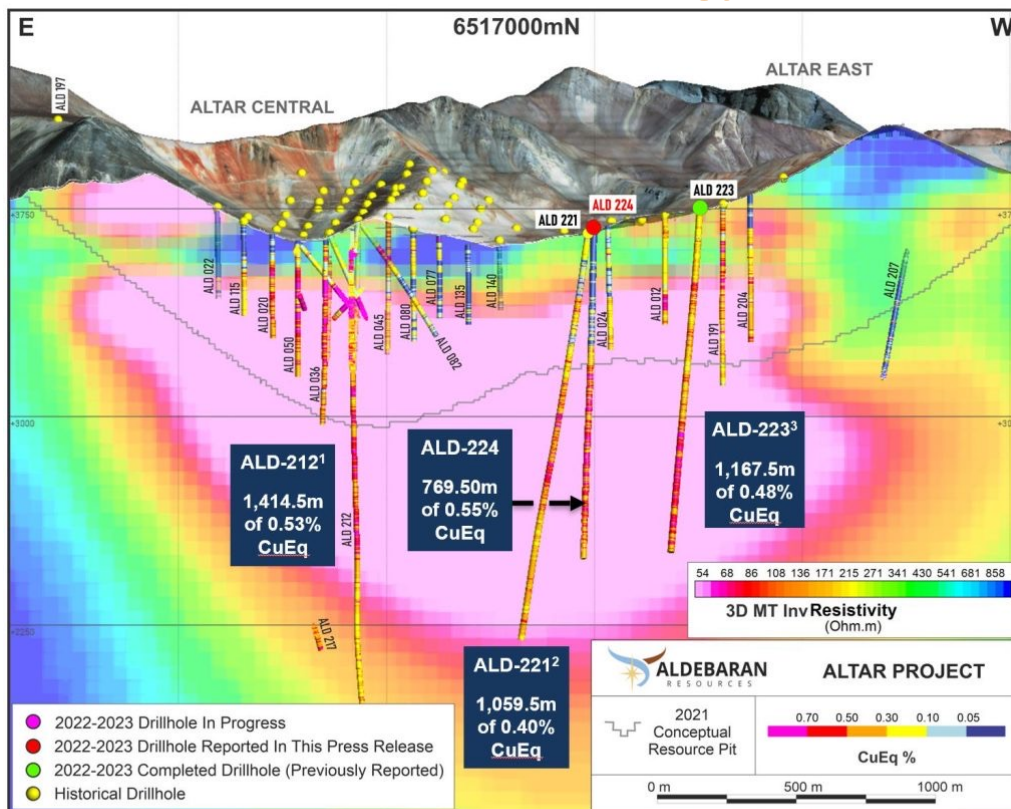 E
6517000mN
W
ALTAR EAST
ALTAR CENTRAL
ALD 197
ALD 223
ALD 224
ALD 221
+3750
ALD 022
ALD 115
ALD 020
ALD 050
ALD 036
ALD 045
ALD 080
ALD 077
ALD 135
ALD 140
ALD 082
ALD 024
ALD 012
ALD 191
ALD 204
ALD 207
+3000
ALD-212¹
1,414.5m
of 0.53%
CuEq
ALD 212
ALD-224
769.50m
of 0.55%
CuEq
ALD-223³
1,167.5m
of 0.48%
CuEq
54 68 86 108 136 171 215 271 341 430 541 681 858
3D MT Inv Resistivity
(Ohm.m)
+2250
ALD 217
ALD-221²
1,059.5m
of 0.40%
CuEq
ALDEBARAN
RESOURCES
ALTAR PROJECT
2021
Conceptual
Resource Pit
0.70 0.50 0.30 0.10 0.05
CuEq %
0 m 500 m 1000 m
2022-2023 Drillhole In Progress
2022-2023 Drillhole Reported In This Press Release
2022-2023 Completed Drillhole (Previously Reported)
Historical Drillhole